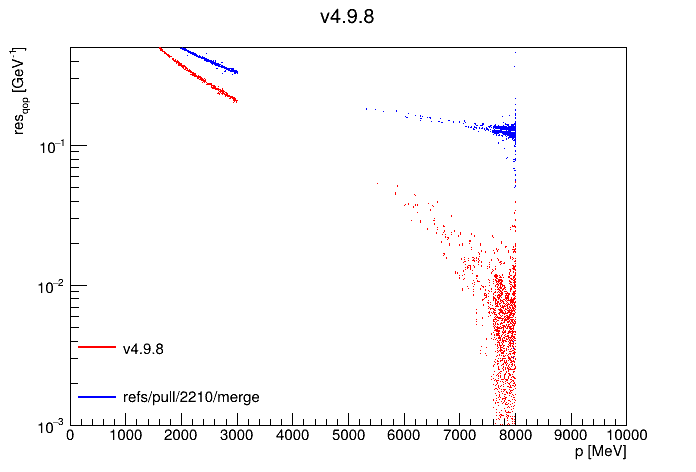 v4.9.8
res_qop [GeV^-1]
10^-1
10^-2
10^-3
v4.9.8
refs/pull/2210/merge
0 1000 2000 3000 4000 5000 6000 7000 8000 9000 10000
p [MeV]